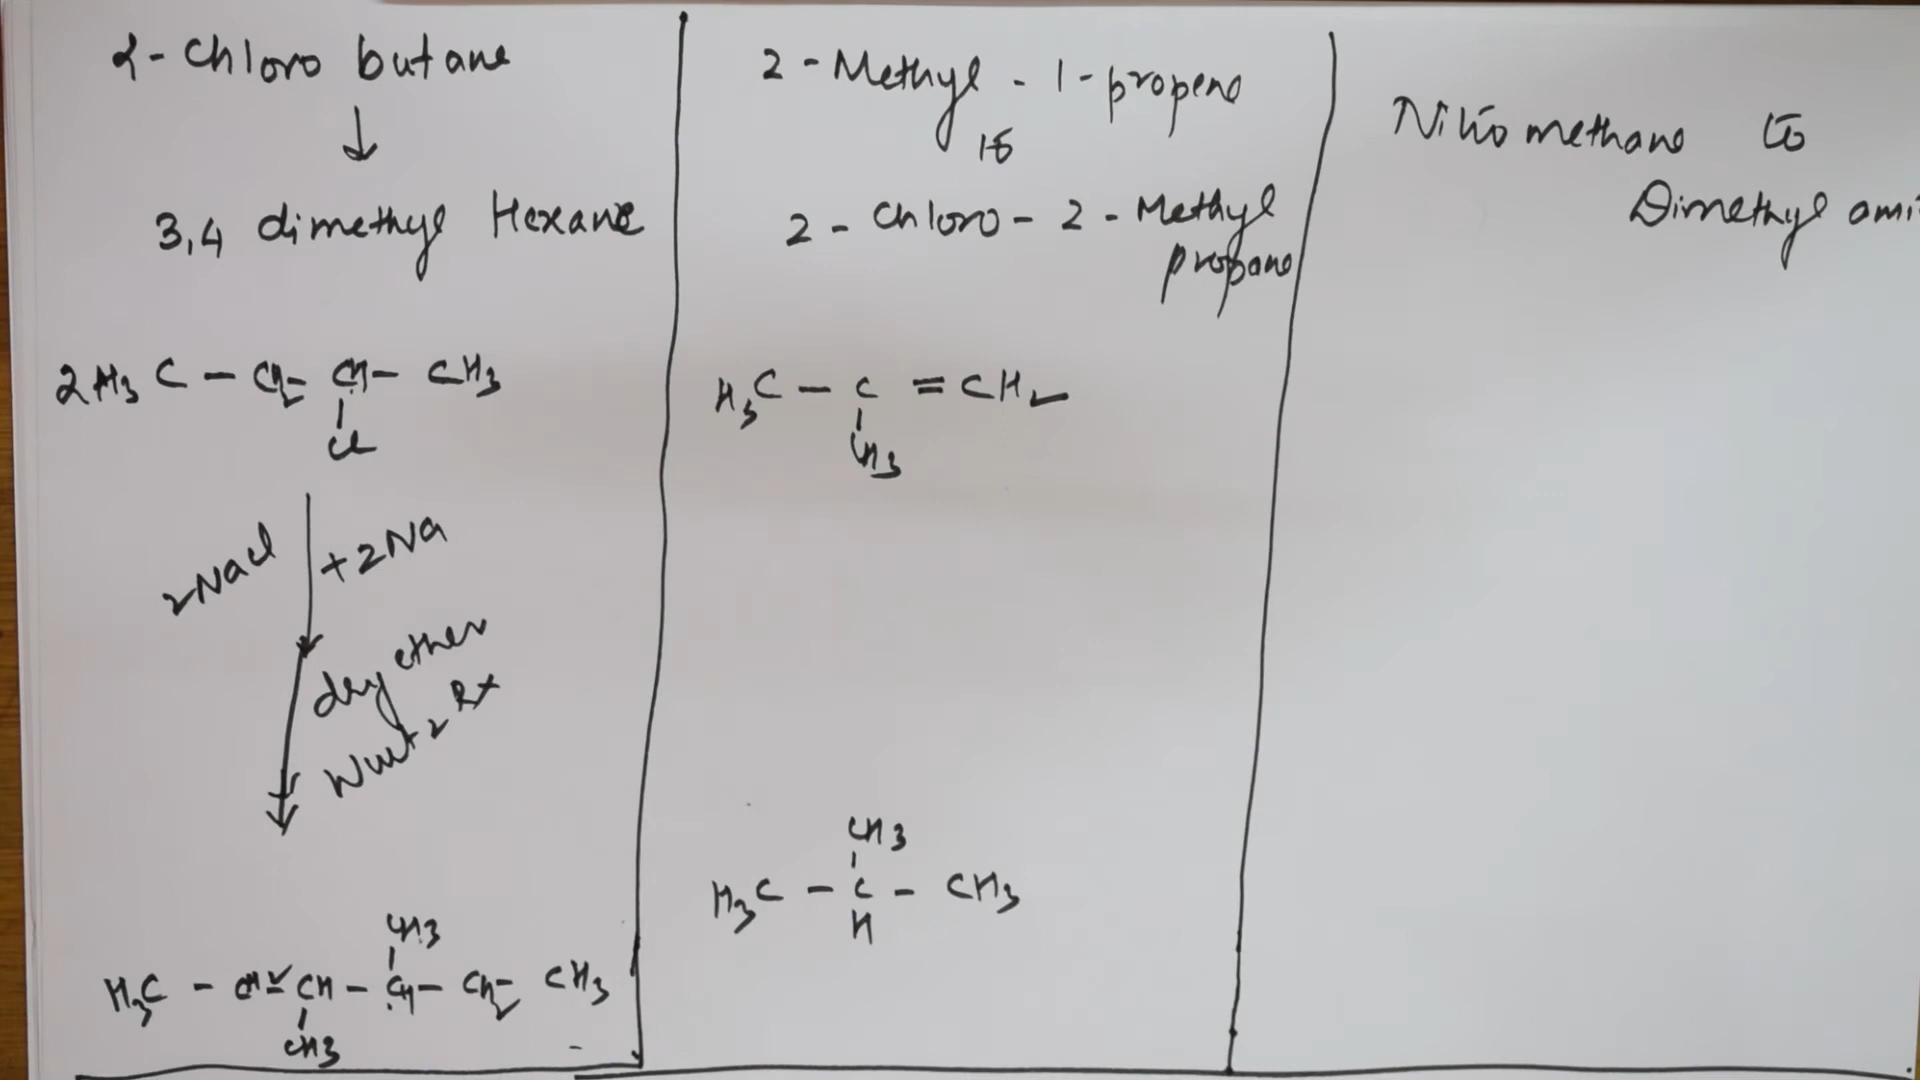 2-Chloro butane
↓
3,4 dimethyl Hexane
2H3C - CH2 - CH - CH3
Cl
2NaCl
+2Na
dry ether
Wurtz Rx
CH3
H3C - CH2 - CH - CH - CH2 - CH3
CH3
2-Methyl-1-propene
to
2-Chloro-2-Methyl
propane
H3C - C = CH2
CH3
CH3
H3C - C - CH3
H
Nitro methane to
Dimethyl ami